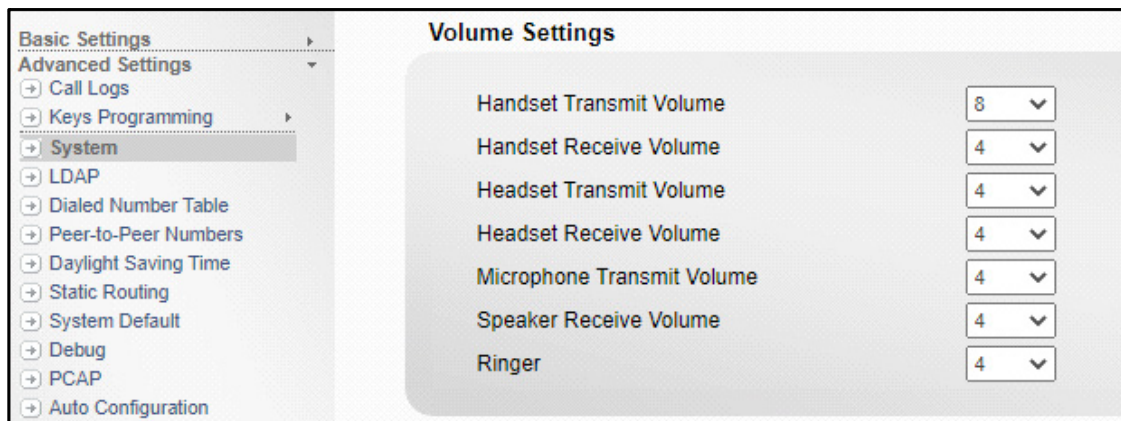 Basic Settings
Advanced Settings
Call Logs
Keys Programming
System
LDAP
Dialed Number Table
Peer-to-Peer Numbers
Daylight Saving Time
Static Routing
System Default
Debug
PCAP
Auto Configuration
Volume Settings
Handset Transmit Volume 8
Handset Receive Volume 4
Headset Transmit Volume 4
Headset Receive Volume 4
Microphone Transmit Volume 4
Speaker Receive Volume 4
Ringer 4